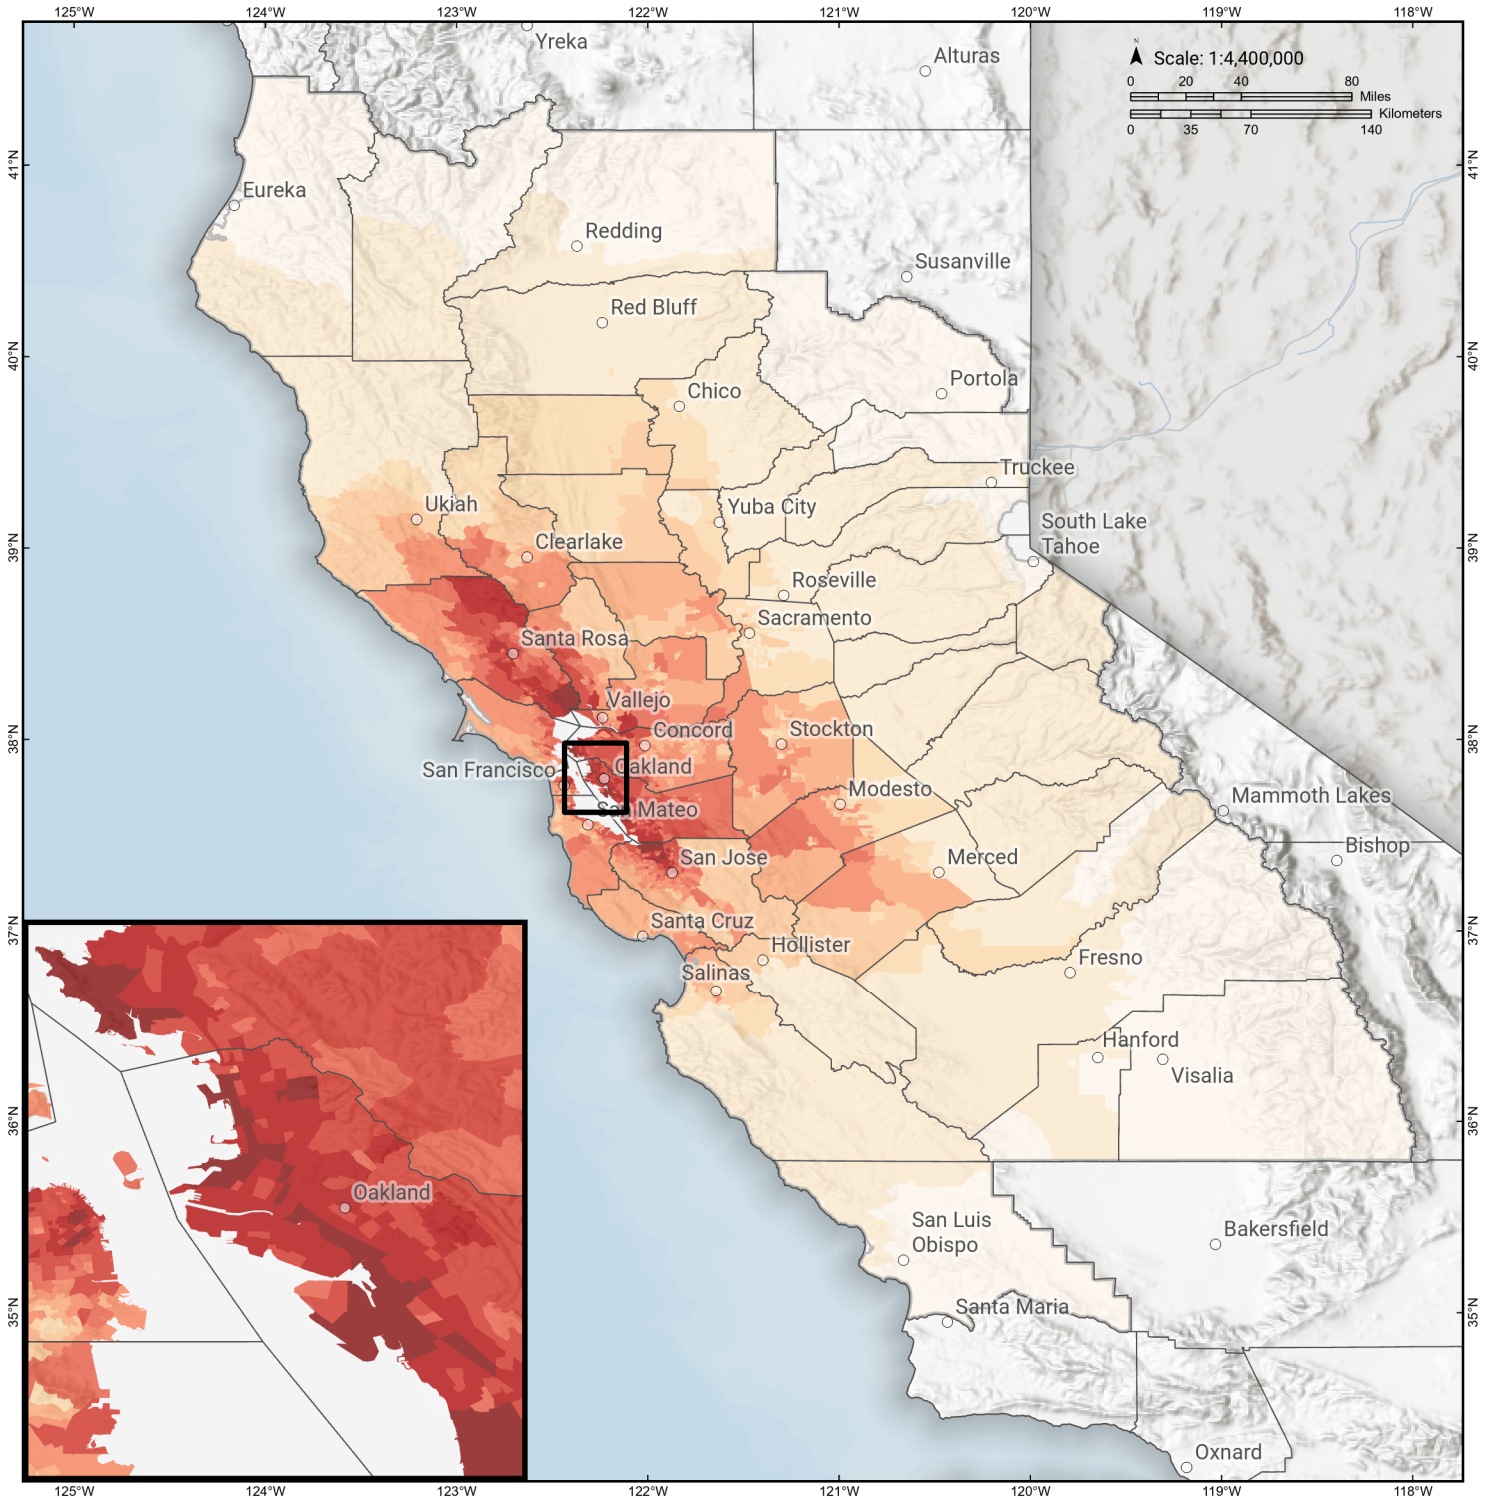 125°W 124°W 123°W 122°W 121°W 120°W 119°W 118°W
N
Scale: 1:4,400,000
0 20 40 80
Miles
Kilometers
0 35 70 140
41°N
41°N
40°N
40°N
39°N
39°N
38°N
38°N
37°N
37°N
36°N
36°N
35°N
35°N
Yreka
Alturas
Eureka
Redding
Susanville
Red Bluff
Portola
Chico
Truckee
Ukiah
Yuba City
South Lake
Tahoe
Clearlake
Roseville
Sacramento
Santa Rosa
Vallejo
Concord
Stockton
San Francisco
Oakland
Modesto
Mammoth Lakes
San Mateo
Bishop
San Jose
Merced
Santa Cruz
Hollister
Fresno
Salinas
Hanford
Visalia
Oakland
San Luis
Obispo
Bakersfield
Santa Maria
Oxnard
125°W 124°W 123°W 122°W 121°W 120°W 119°W 118°W